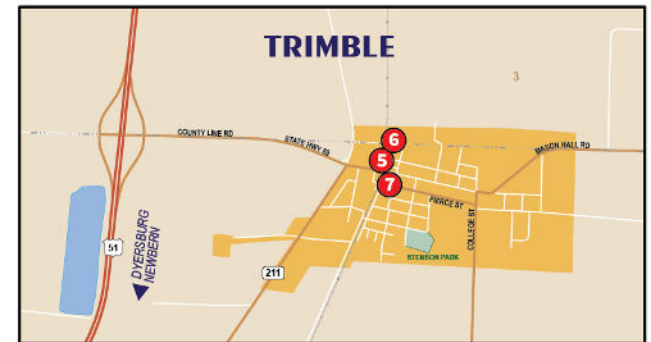 TRIMBLE
3
COUNTY LINE RD
STATE HWY 89
MASON HALL RD
6
5
7
PIERCE ST
COLLEGE ST
STENSON PARK
51
DYERSBURG
NEWBERN
211